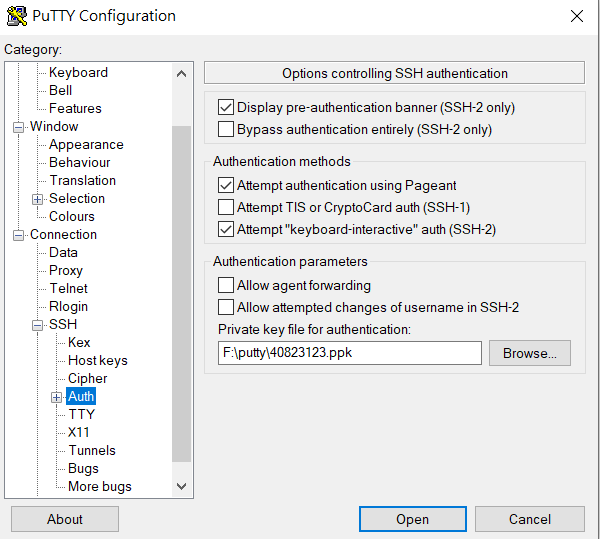 PuTTY Configuration
Category:
Keyboard
Bell
Features
Window
Appearance
Behaviour
Translation
Selection
Colours
Connection
Data
Proxy
Telnet
Rlogin
SSH
Kex
Host keys
Cipher
Auth
TTY
X11
Tunnels
Bugs
More bugs
Options controlling SSH authentication
Display pre-authentication banner (SSH-2 only)
Bypass authentication entirely (SSH-2 only)
Authentication methods
Attempt authentication using Pageant
Attempt TIS or CryptoCard auth (SSH-1)
Attempt "keyboard-interactive" auth (SSH-2)
Authentication parameters
Allow agent forwarding
Allow attempted changes of username in SSH-2
Private key file for authentication:
F:\putty\40823123.ppk
Browse...
About
Open
Cancel